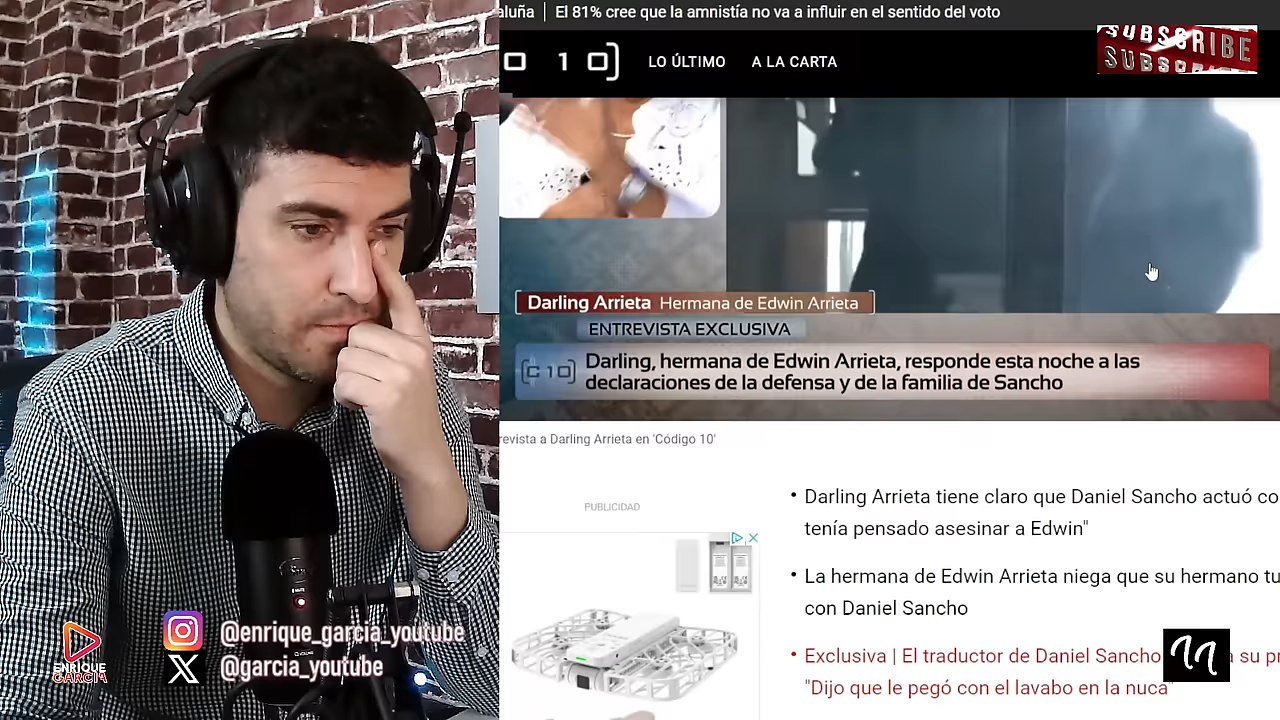 aluña | El 81% cree que la amnistía no va a influir en el sentido del voto
LO ÚLTIMO A LA CARTA
SUBSCRIBE
SUBSCRIBE
Darling Arrieta Hermana de Edwin Arrieta
ENTREVISTA EXCLUSIVA
[C10]
Darling, hermana de Edwin Arrieta, responde esta noche a las
declaraciones de la defensa y de la familia de Sancho
revista a Darling Arrieta en 'Código 10'
PUBLICIDAD
• Darling Arrieta tiene claro que Daniel Sancho actuó co
tenía pensado asesinar a Edwin"
• La hermana de Edwin Arrieta niega que su hermano tu
con Daniel Sancho
• Exclusiva | El traductor de Daniel Sancho a su pr
"Dijo que le pegó con el lavabo en la nuca"
ENRIQUE
GARCIA
@enrique_garcia_youtube
@garcia_youtube